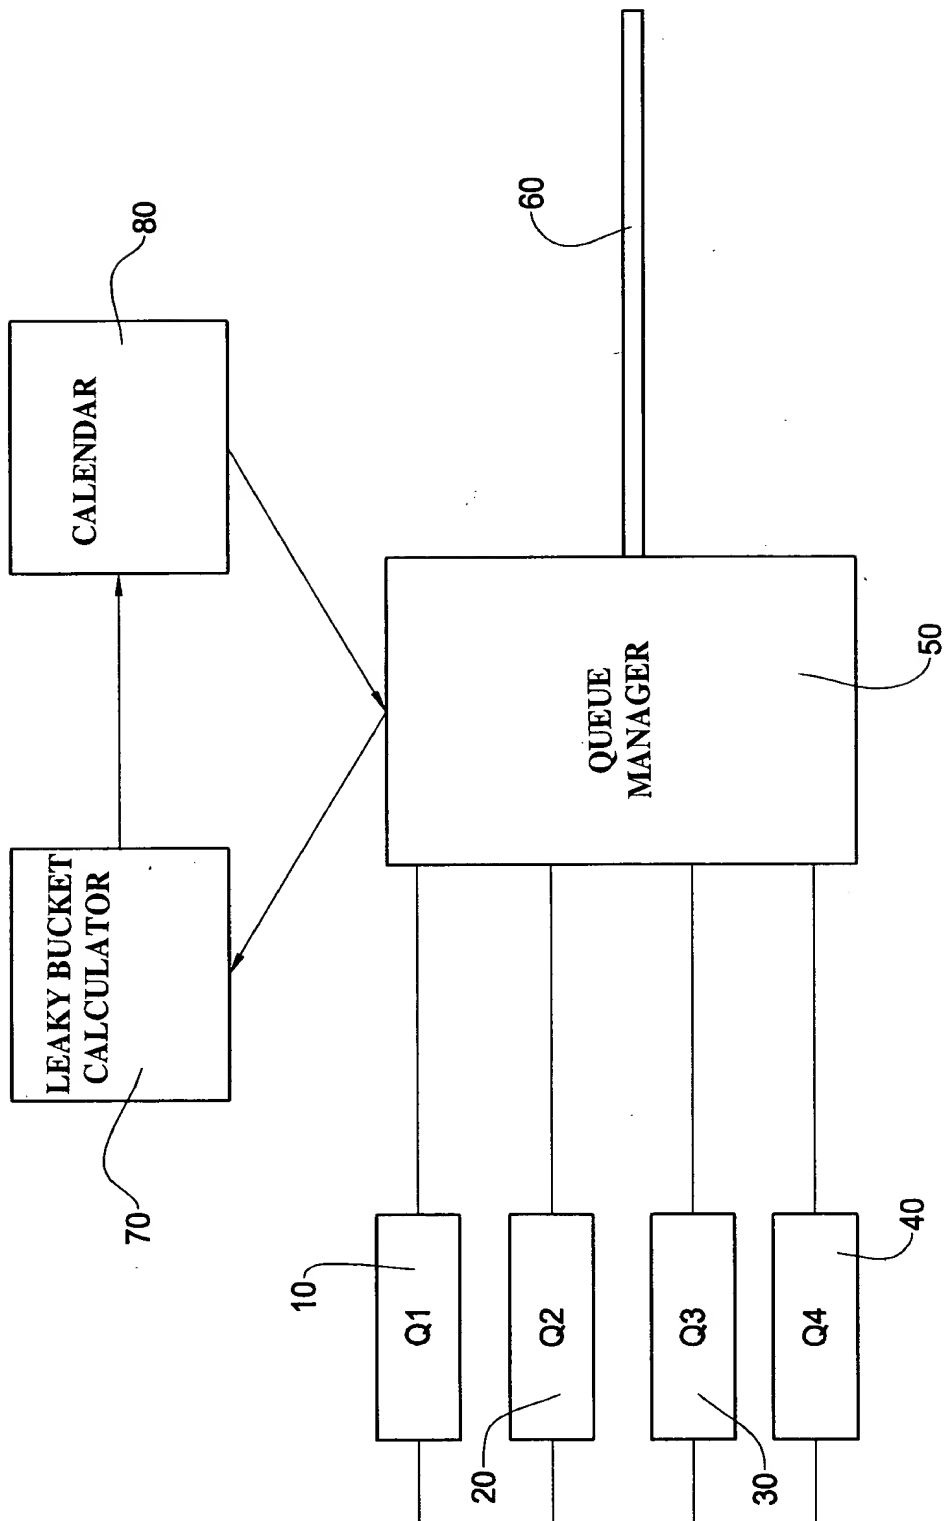 LEAKY BUCKET
CALCULATOR
70
CALENDAR
80
10
Q1
Q2
20
Q3
30
Q4
40
QUEUE
MANAGER
50
60